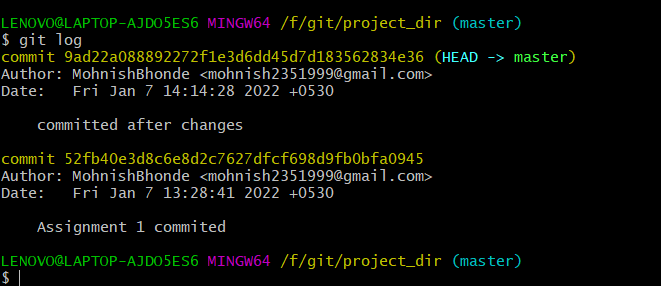 LENOVO@LAPTOP-AJDO5ES6 MINGW64 /f/git/project_dir (master)
$ git log
commit 9ad22a088892272f1e3d6dd45d7d183562834e36 (HEAD -> master)
Author: MohnishBhonde <mohnish2351999@gmail.com>
Date:   Fri Jan 7 14:14:28 2022 +0530
    committed after changes
commit 52fb40e3d8c6e8d2c7627dfcf698d9fb0bfa0945
Author: MohnishBhonde <mohnish2351999@gmail.com>
Date:   Fri Jan 7 13:28:41 2022 +0530
    Assignment 1 commited
LENOVO@LAPTOP-AJDO5ES6 MINGW64 /f/git/project_dir (master)
$